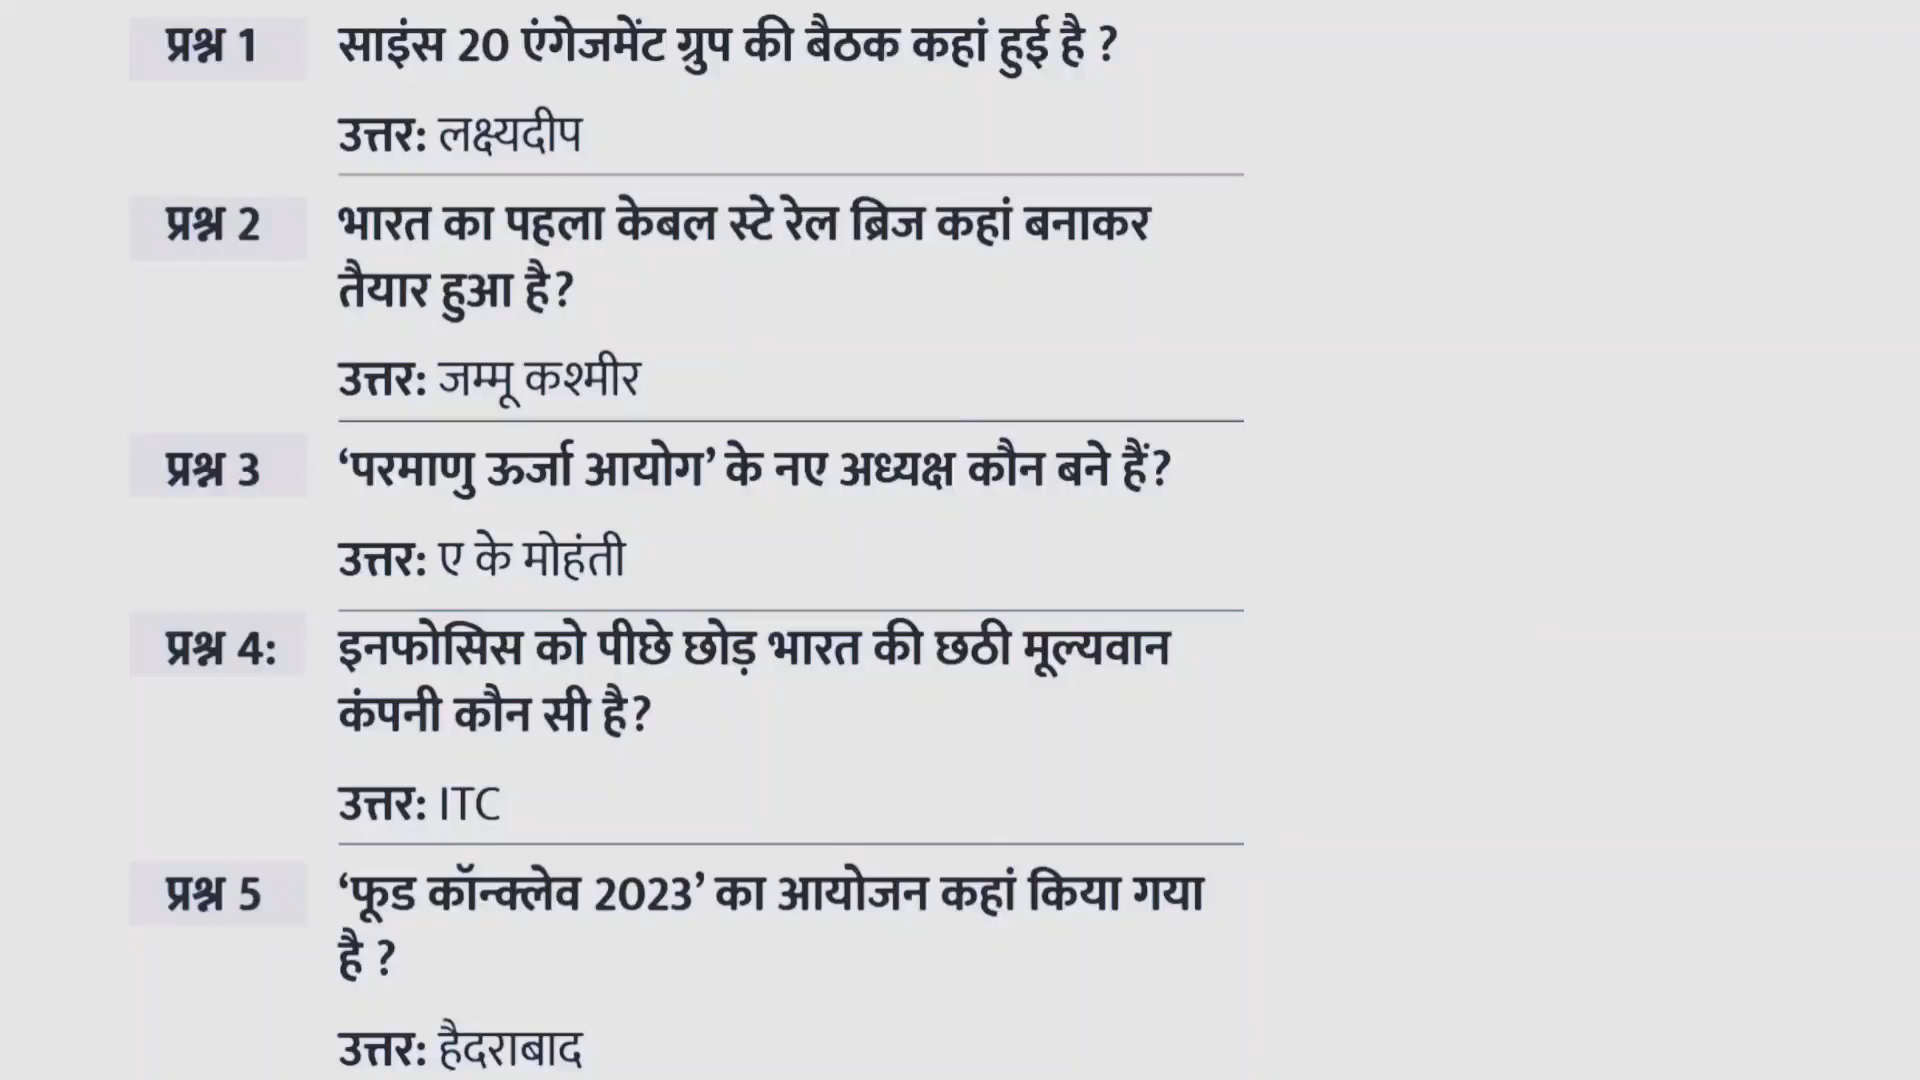 प्रश्न 1 साइंस 20 एंगेजमेंट ग्रुप की बैठक कहां हुई है ?
उत्तर: लक्ष्यदीप
प्रश्न 2 भारत का पहला केबल स्टे रेल ब्रिज कहां बनाकर
तैयार हुआ है?
उत्तर: जम्मू कश्मीर
प्रश्न 3 ‘परमाणु ऊर्जा आयोग’ के नए अध्यक्ष कौन बने हैं?
उत्तर: ए के मोहंती
प्रश्न 4: इनफोसिस को पीछे छोड़ भारत की छठी मूल्यवान
कंपनी कौन सी है?
उत्तर: ITC
प्रश्न 5 ‘फूड कॉन्क्लेव 2023’ का आयोजन कहां किया गया
है ?
उत्तर: हैदराबाद